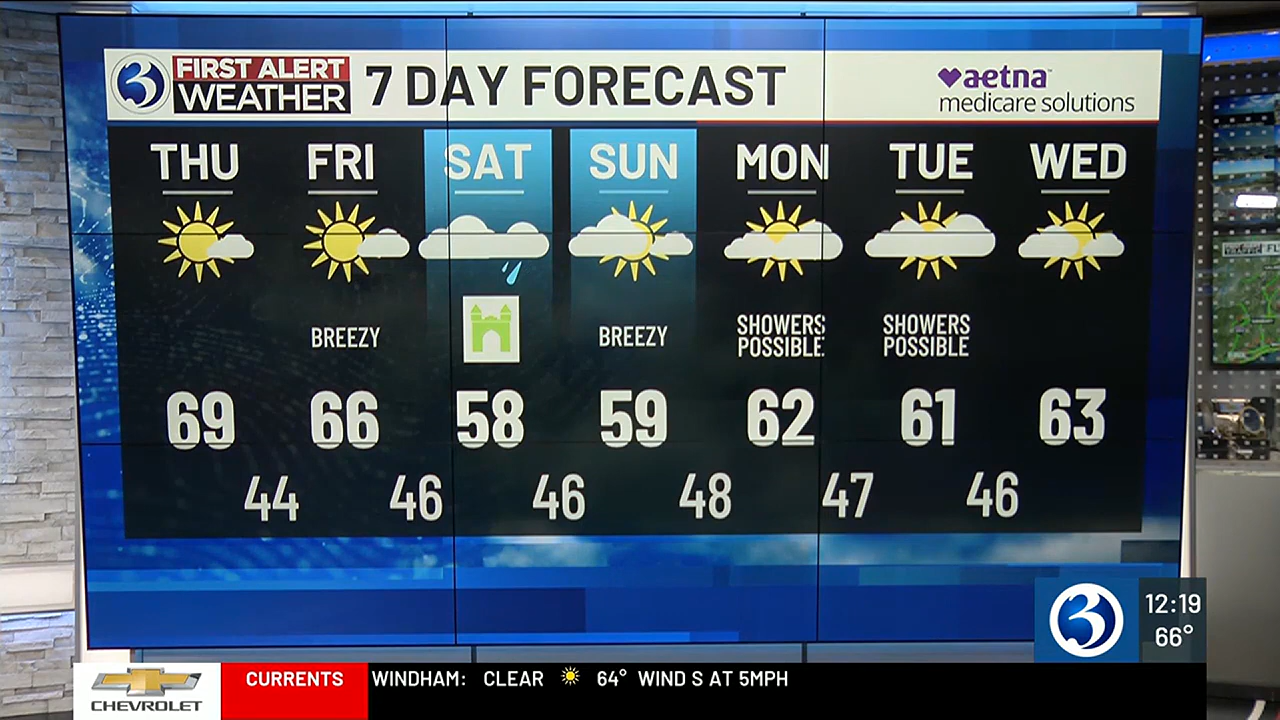 3 FIRST ALERT
WEATHER
7 DAY FORECAST
aetna™
medicare solutions
THU FRI SAT SUN MON TUE WED
BREEZY BREEZY SHOWERS SHOWERS
POSSIBLE POSSIBLE
69 66 58 59 62 61 63
44 46 46 48 47 46
3 12:19
66°
CHEVROLET
CURRENTS WINDHAM: CLEAR 64° WIND S AT 5MPH